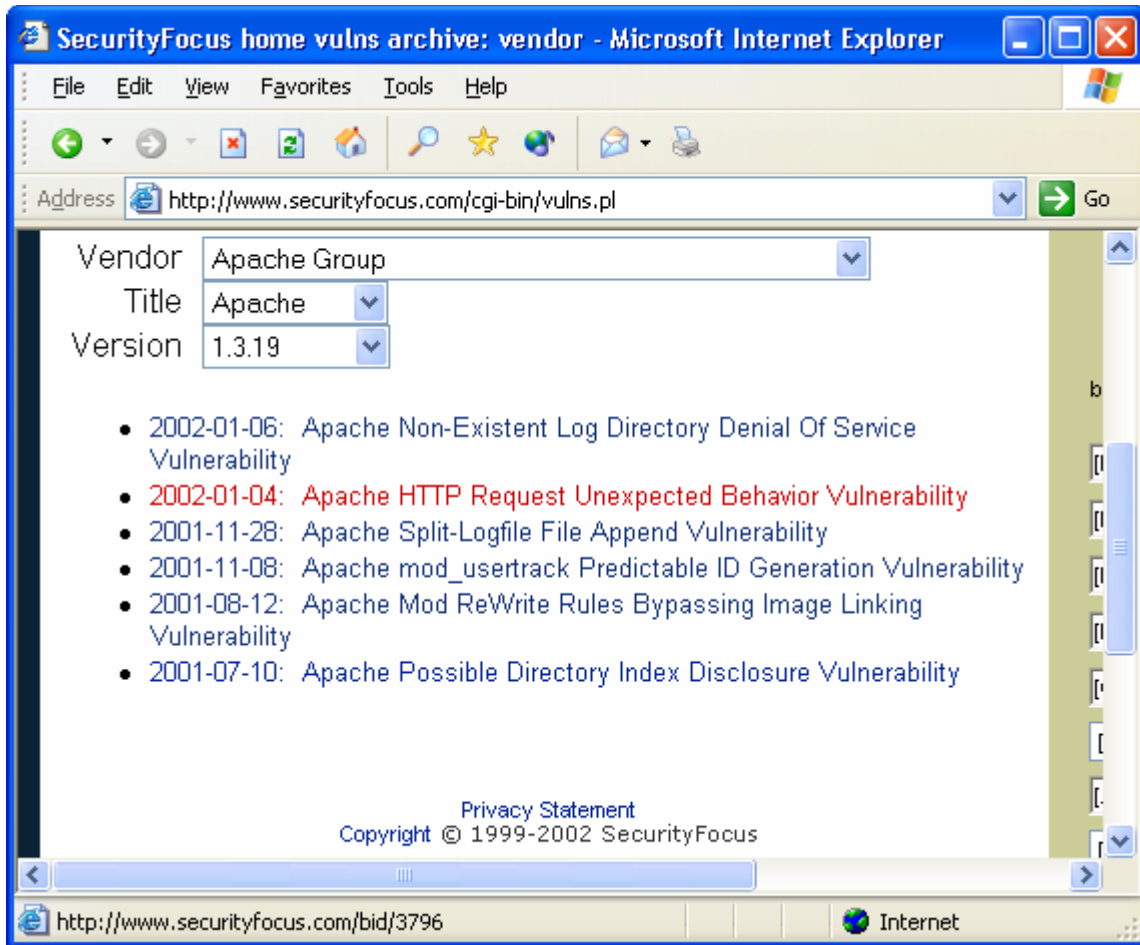 SecurityFocus home vulns archive: vendor - Microsoft Internet Explorer
File Edit View Favorites Tools Help
Address http://www.securityfocus.com/cgi-bin/vulns.pl Go
Vendor Apache Group
Title Apache
Version 1.3.19
b
• 2002-01-06: Apache Non-Existent Log Directory Denial Of Service
Vulnerability
• 2002-01-04: Apache HTTP Request Unexpected Behavior Vulnerability
• 2001-11-28: Apache Split-Logfile File Append Vulnerability
• 2001-11-08: Apache mod_usertrack Predictable ID Generation Vulnerability
• 2001-08-12: Apache Mod ReWrite Rules Bypassing Image Linking
Vulnerability
• 2001-07-10: Apache Possible Directory Index Disclosure Vulnerability
Privacy Statement
Copyright © 1999-2002 SecurityFocus
http://www.securityfocus.com/bid/3796 Internet